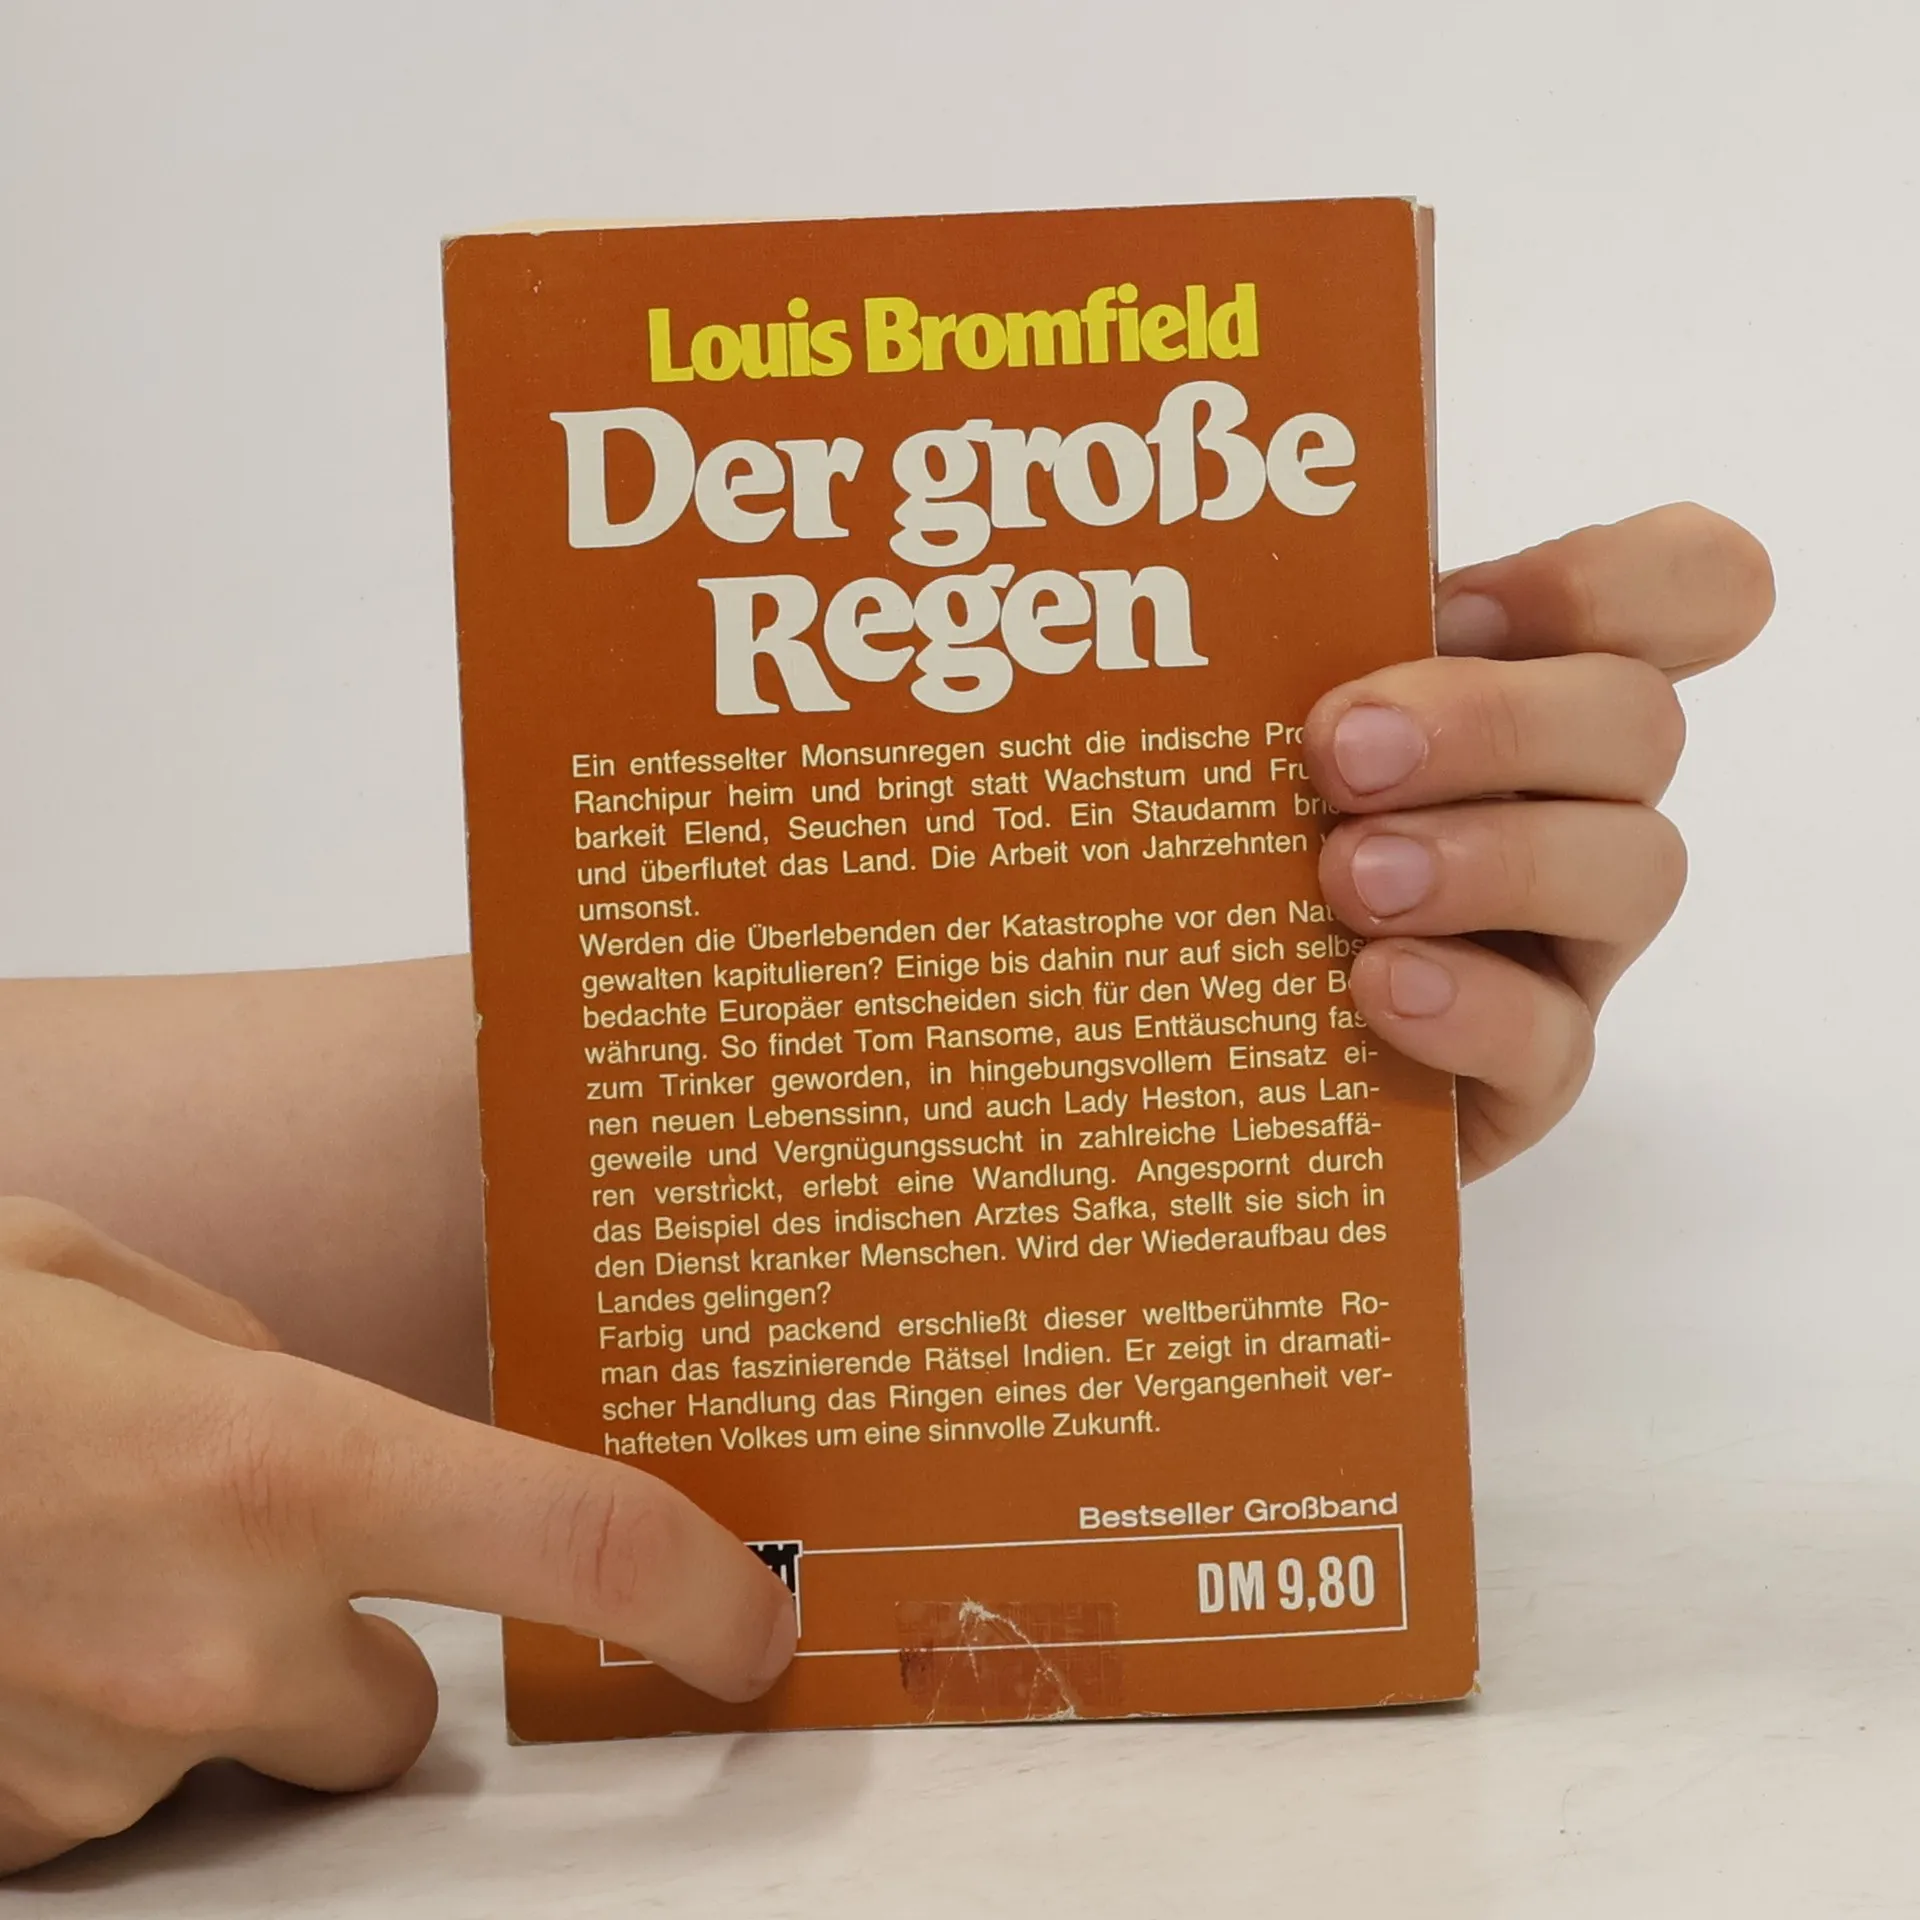 Louis Bromfield
Der große
Regen
Ein entfesselter Monsunregen sucht die indische
Ranchipur heim und bringt statt Wachstum und
barkeit Elend, Seuchen und Tod. Ein Staudamm
und überflutet das Land. Die Arbeit von Jahrzehnten
umsonst.
Werden die Überlebenden der Katastrophe vor den
gewalten kapitulieren? Einige bis dahin nur auf sich selbst
bedachte Europäer entscheiden sich für den Weg der
währung. So findet Tom Ransome, aus Enttäuschung fast
zum Trinker geworden, in hingebungsvollem Einsatz ei-
nen neuen Lebenssinn, und auch Lady Heston, aus Lan-
geweile und Vergnügungssucht in zahlreiche Liebesaffä-
ren verstrickt, erlebt eine Wandlung. Angespornt durch
das Beispiel des indischen Arztes Safka, stellt sie sich in
den Dienst kranker Menschen. Wird der Wiederaufbau des
Landes gelingen?
Farbig und packend erschließt dieser weltberühmte Ro-
man das faszinierende Rätsel Indien. Er zeigt in dramati-
scher Handlung das Ringen eines der Vergangenheit ver-
hafteten Volkes um eine sinnvolle Zukunft.
Bestseller Großband
DM 9,80